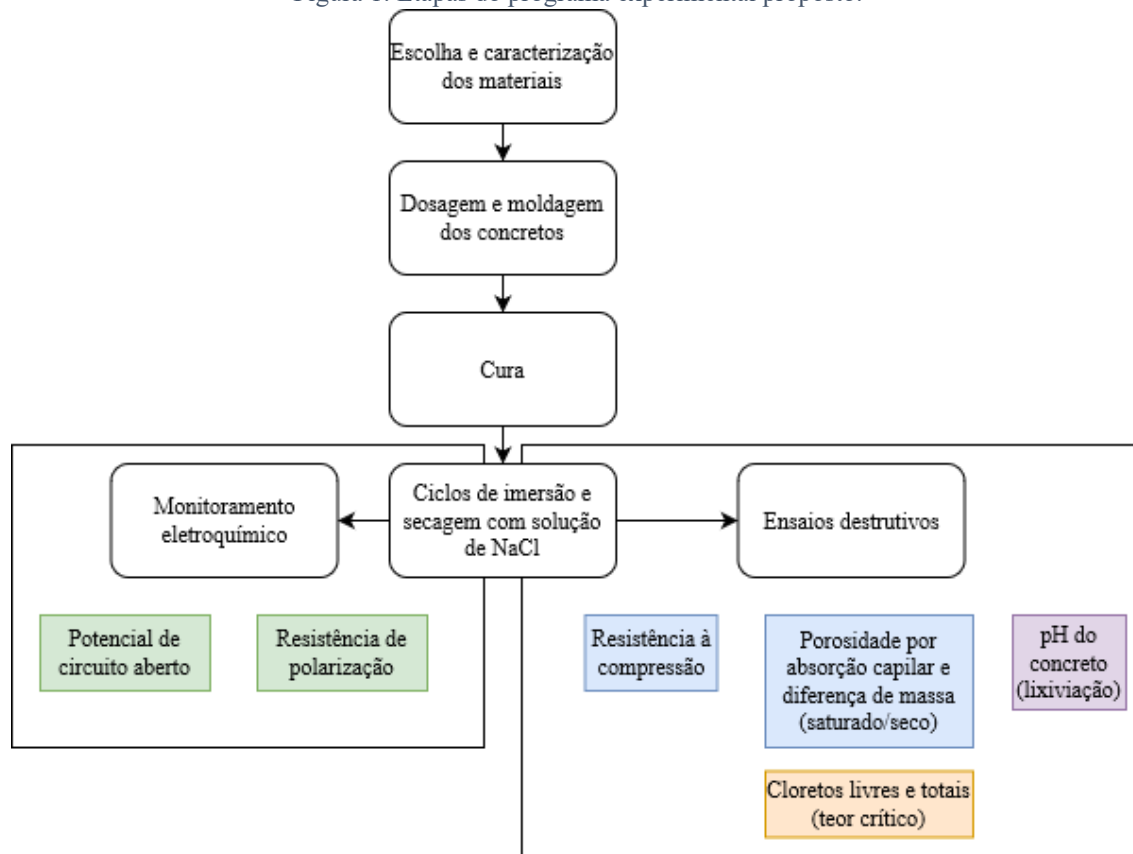 Escolha e caracterização
dos materiais
Dosagem e moldagem
dos concretos
Cura
Monitoramento
eletroquímico
Ciclos de imersão e
secagem com solução
de NaCl
Ensaios destrutivos
Potencial de
circuito aberto
Resistência de
polarização
Resistência à
compressão
Porosidade por
absorção capilar e
diferença de massa
(saturado/seco)
pH do
concreto
(lixiviação)
Cloretos livres e totais
(teor crítico)